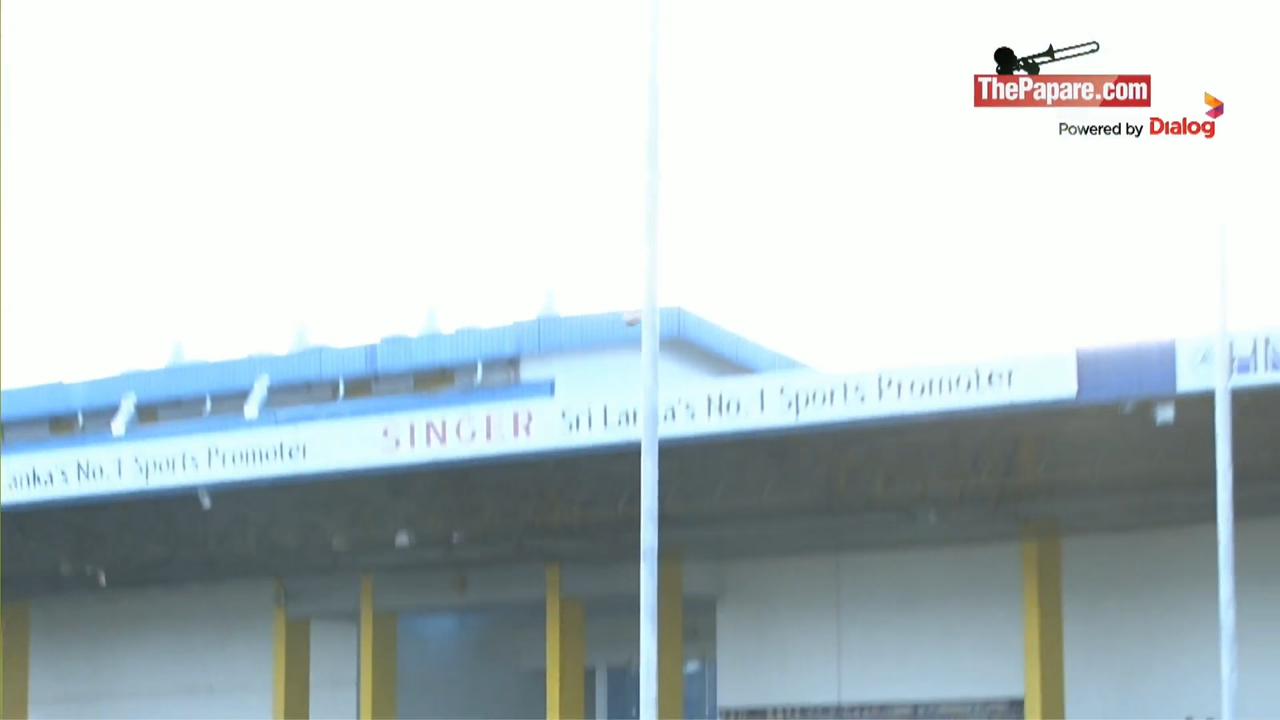 ThePapare.com
Powered by Dialog
anka's No.1 Sports Promoter
SINGER
Sri Lanka's No.1 Sports Promoter